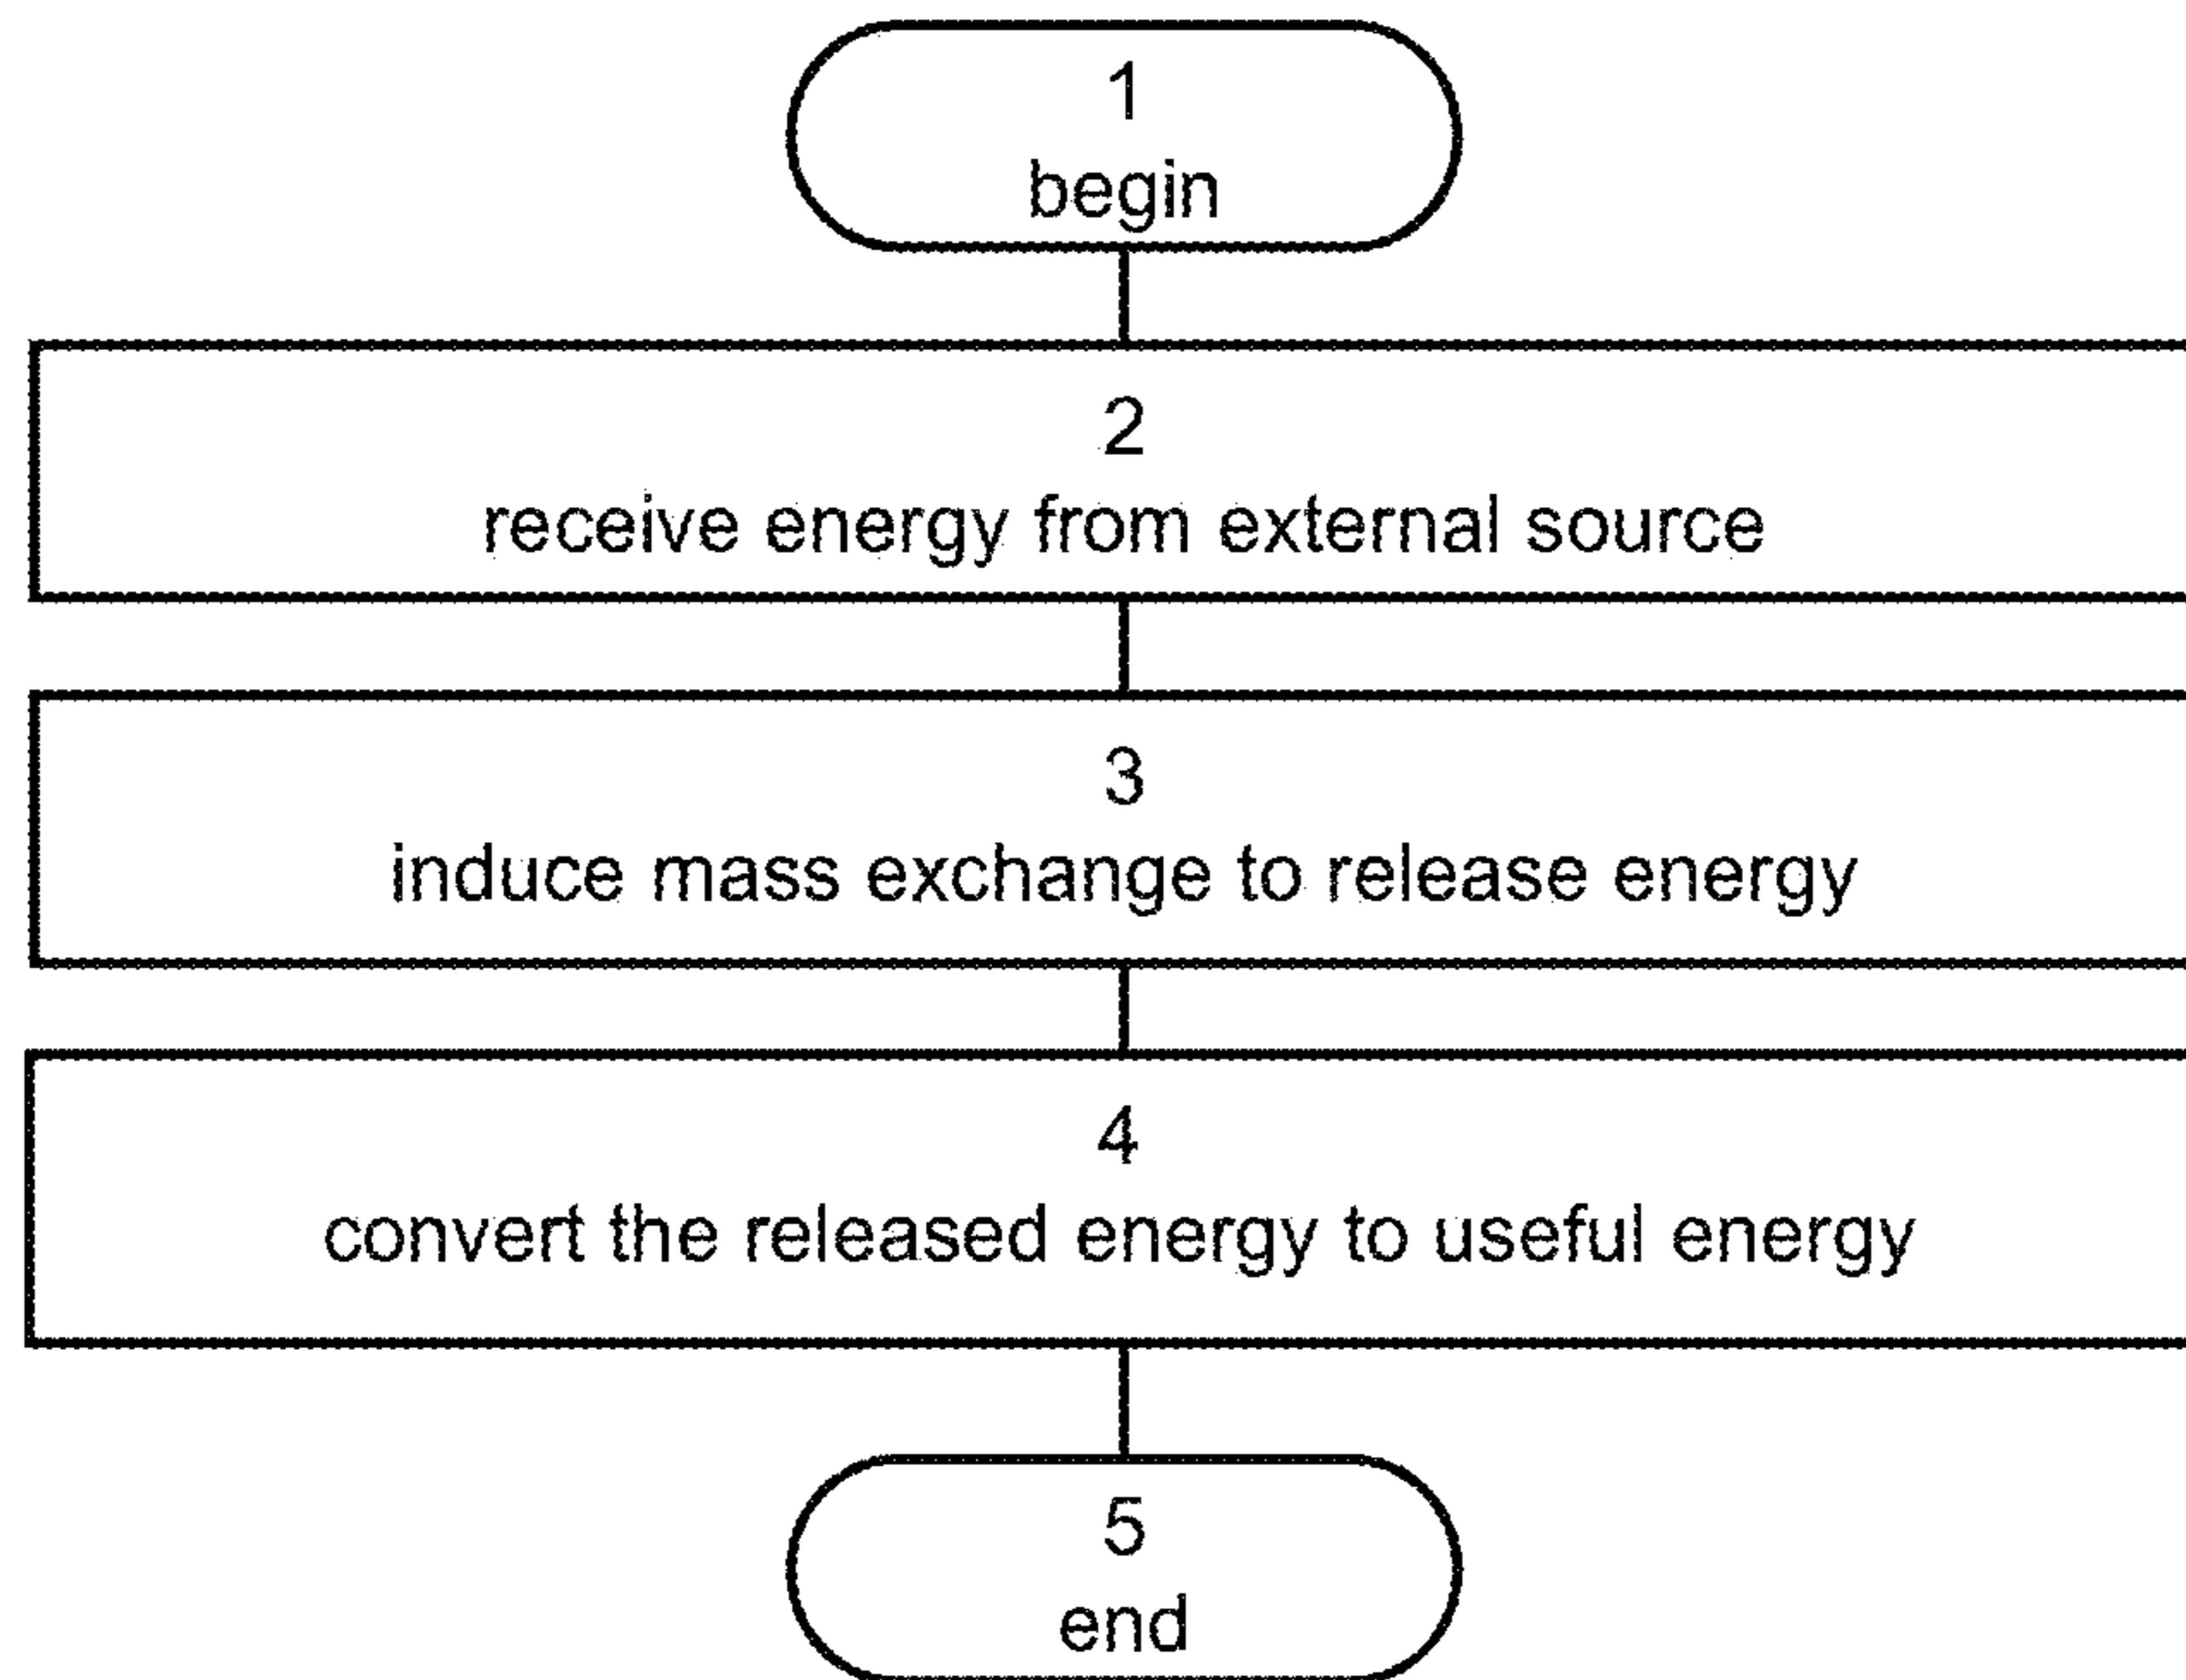 1
begin
2
receive energy from external source
3
induce mass exchange to release energy
4
convert the released energy to useful energy
5
end